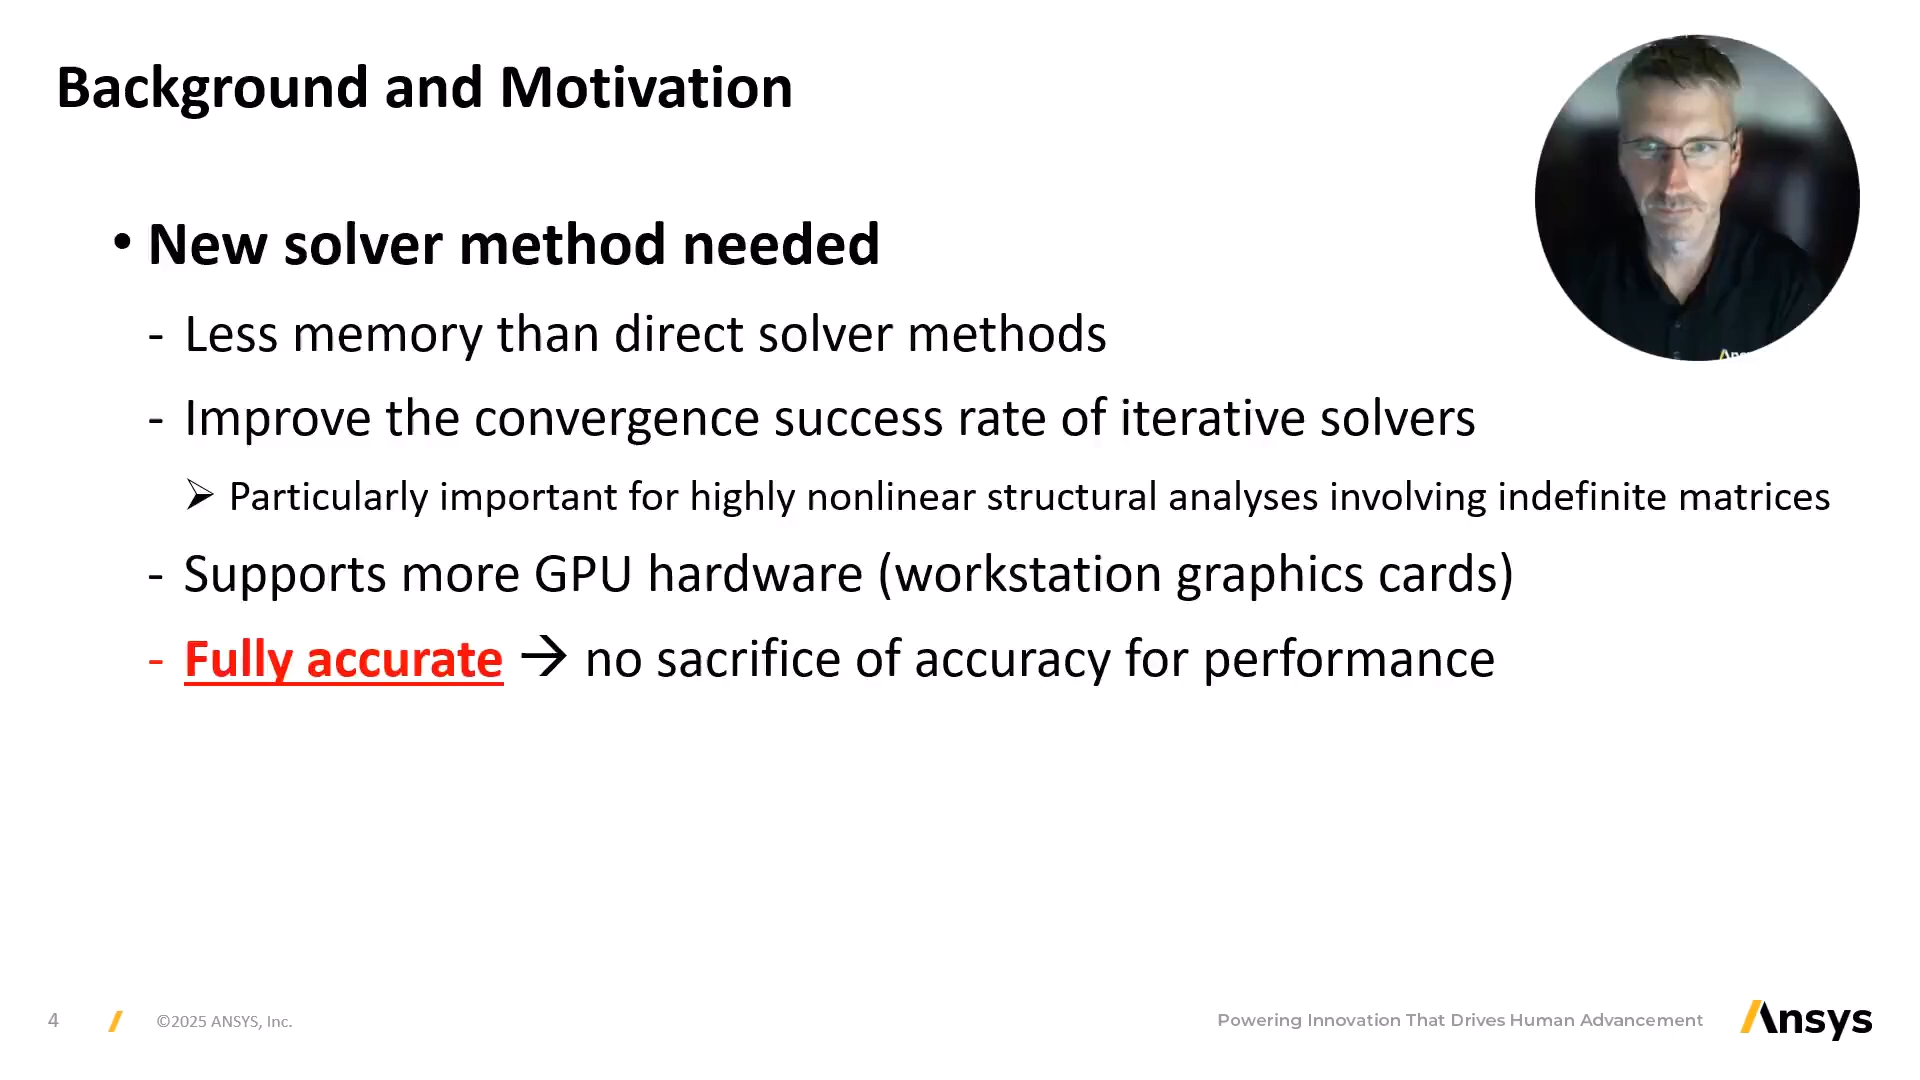 Background and Motivation
• New solver method needed
- Less memory than direct solver methods
- Improve the convergence success rate of iterative solvers
➢ Particularly important for highly nonlinear structural analyses involving indefinite matrices
- Supports more GPU hardware (workstation graphics cards)
- Fully accurate → no sacrifice of accuracy for performance
4
©2025 ANSYS, Inc.
Powering Innovation That Drives Human Advancement
Ansys